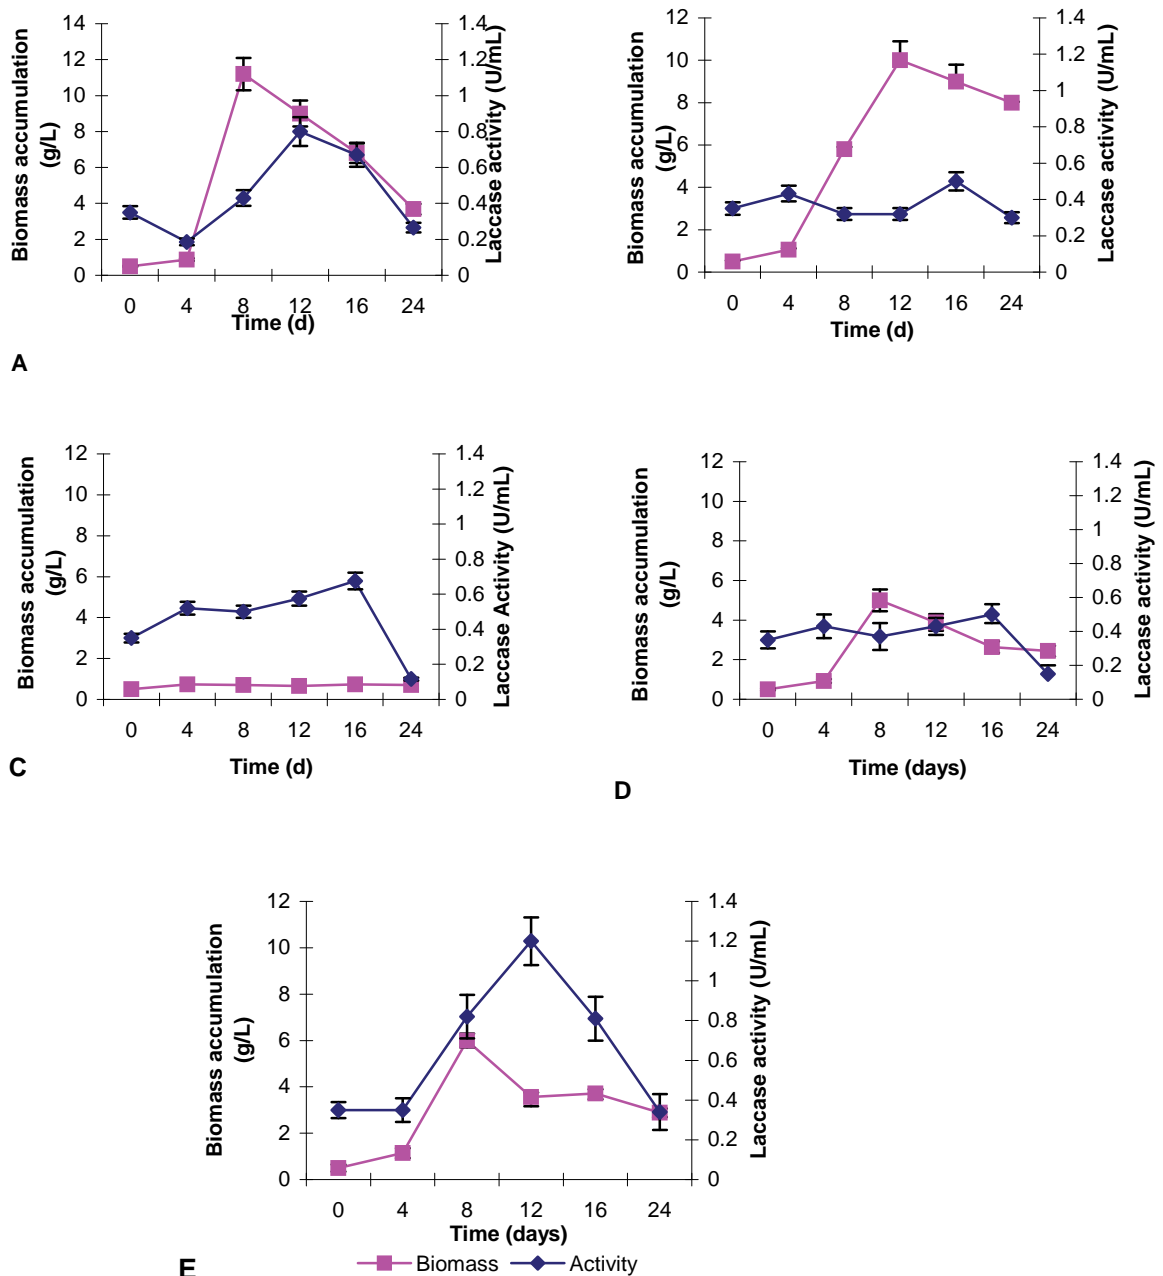 Biomass accumulation
(g/L)
14
12
10
8
6
4
2
0
1.4
1.2
1
0.8
0.6
0.4
0.2
0
Laccase activity (U/mL)
0 4 8 12 16 24
Time (d)
A
Biomass accumulation
(g/L)
12
10
8
6
4
2
0
1.4
1.2
1
0.8
0.6
0.4
0.2
0
Laccase activity (U/mL)
0 4 8 12 16 24
Time (d)
Biomass accumulation
(g/L)
12
10
8
6
4
2
0
1.4
1.2
1
0.8
0.6
0.4
0.2
0
Laccase Activity (U/mL)
0 4 8 12 16 24
Time (d)
C
Biomass accumulation
(g/L)
12
10
8
6
4
2
0
1.4
1.2
1
0.8
0.6
0.4
0.2
0
Laccase activity (U/mL)
0 4 8 12 16 24
Time (days)
D
Biomass accumulation
(g/L)
12
10
8
6
4
2
0
1.4
1.2
1
0.8
0.6
0.4
0.2
0
Laccase activity (U/mL)
0 4 8 12 16 24
Time (days)
E
Biomass Activity